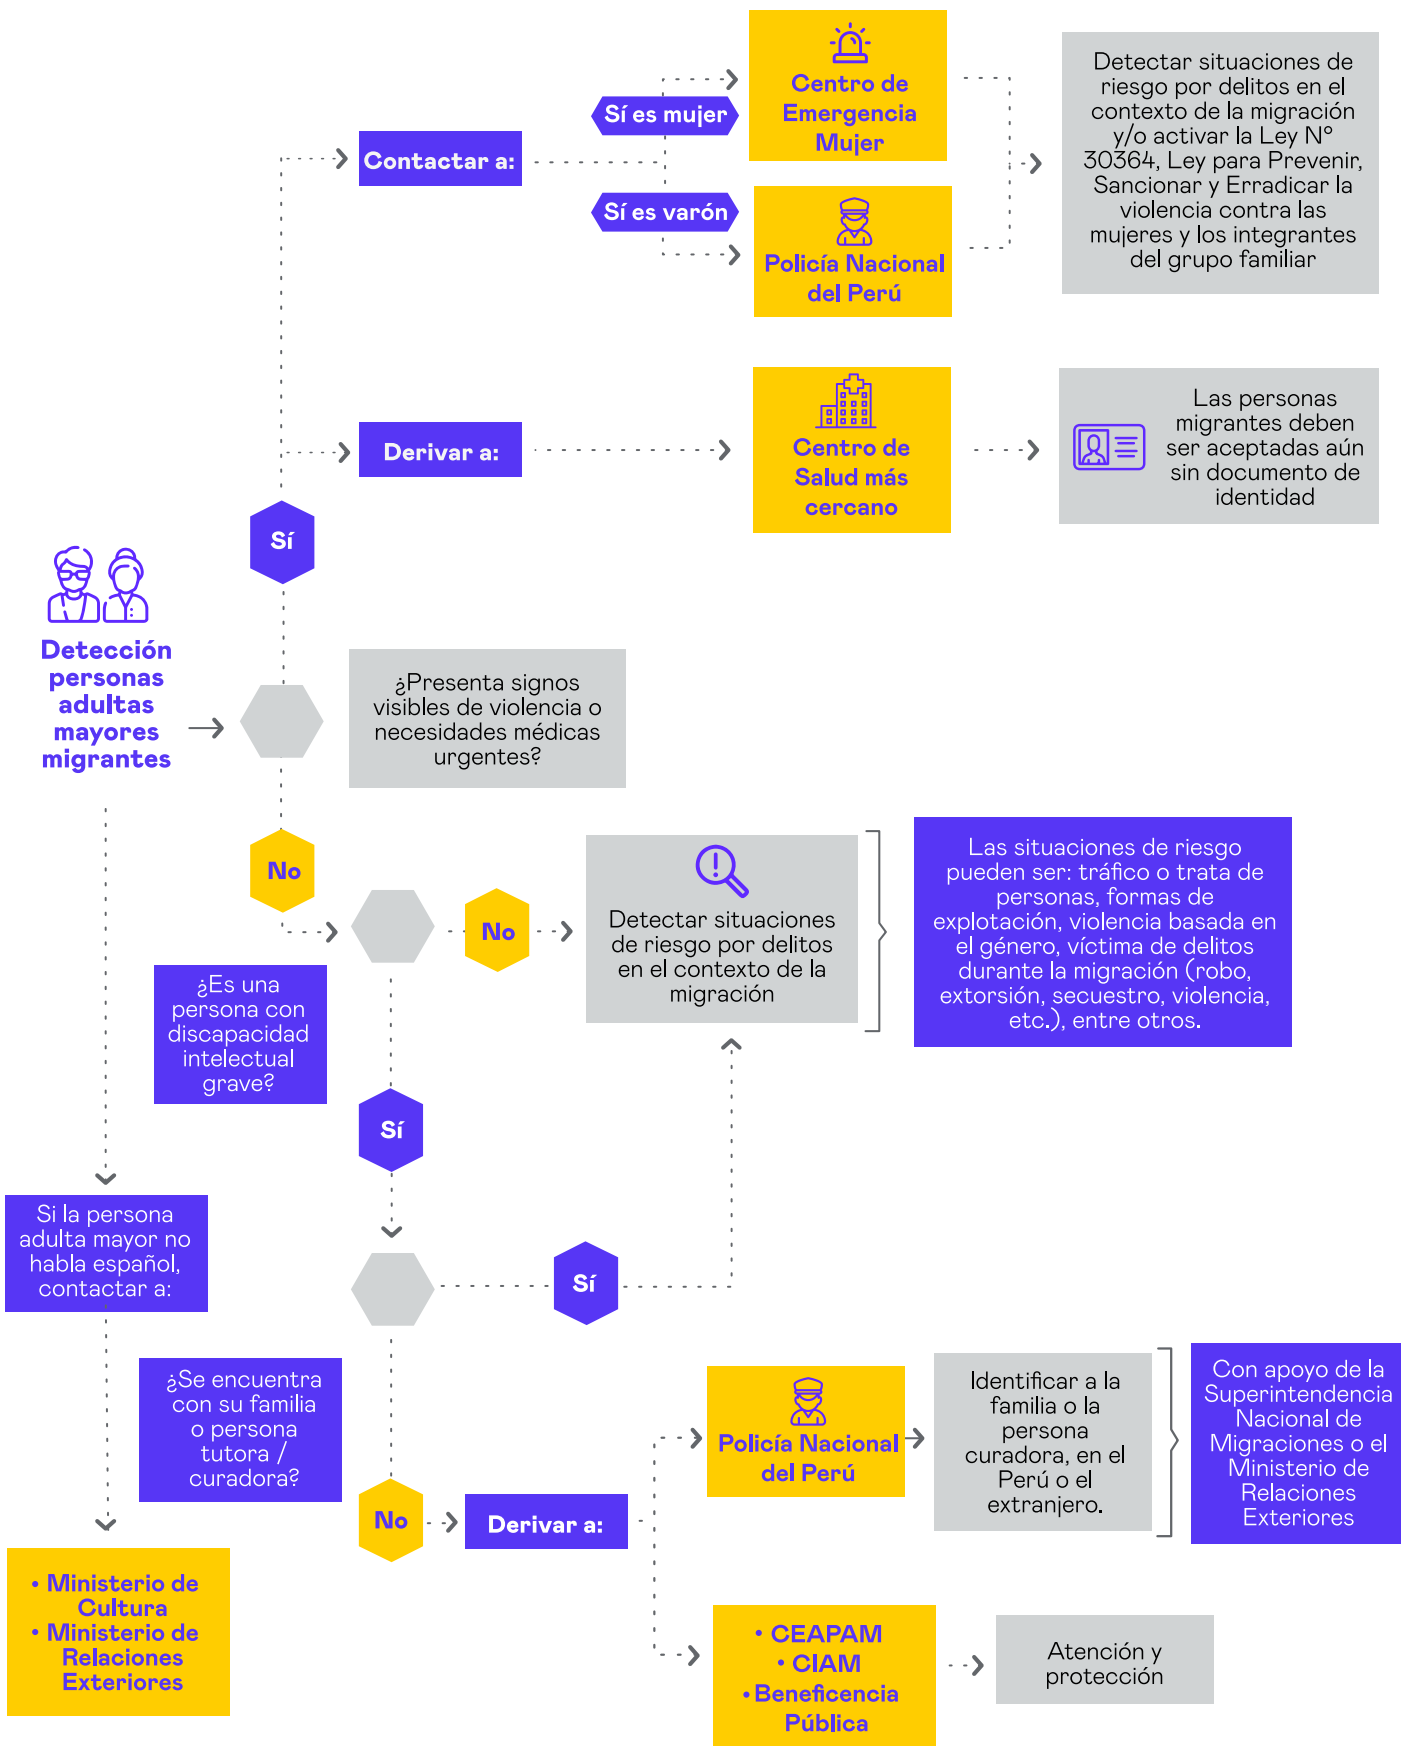 Centro de
Emergencia
Mujer
Sí es mujer
Contactar a:
Sí es varón
Policía Nacional
del Perú
Detectar situaciones de
riesgo por delitos en el
contexto de la migración
y/o activar la Ley N°
30364, Ley para Prevenir,
Sancionar y Erradicar la
violencia contra las
mujeres y los integrantes
del grupo familiar
Derivar a:
Centro de
Salud más
cercano
Las personas
migrantes deben
ser aceptadas aún
sin documento de
identidad
Sí
Detección
personas
adultas
mayores
migrantes
¿Presenta signos
visibles de violencia o
necesidades médicas
urgentes?
No
No
Detectar situaciones
de riesgo por delitos
en el contexto de la
migración
Las situaciones de riesgo
pueden ser: tráfico o trata de
personas, formas de
explotación, violencia basada en
el género, víctima de delitos
durante la migración (robo,
extorsión, secuestro, violencia,
etc.), entre otros.
¿Es una
persona con
discapacidad
intelectual
grave?
Sí
Si la persona
adulta mayor no
habla español,
contactar a:
Sí
¿Se encuentra
con su familia
o persona
tutora /
curadora?
No
Derivar a:
Policía Nacional
del Perú
Identificar a la
familia o la
persona
curadora, en el
Perú o el
extranjero.
Con apoyo de la
Superintendencia
Nacional de
Migraciones o el
Ministerio de
Relaciones
Exteriores
• Ministerio de
Cultura
• Ministerio de
Relaciones
Exteriores
• CEAPAM
• CIAM
• Beneficencia
Pública
Atención y
protección